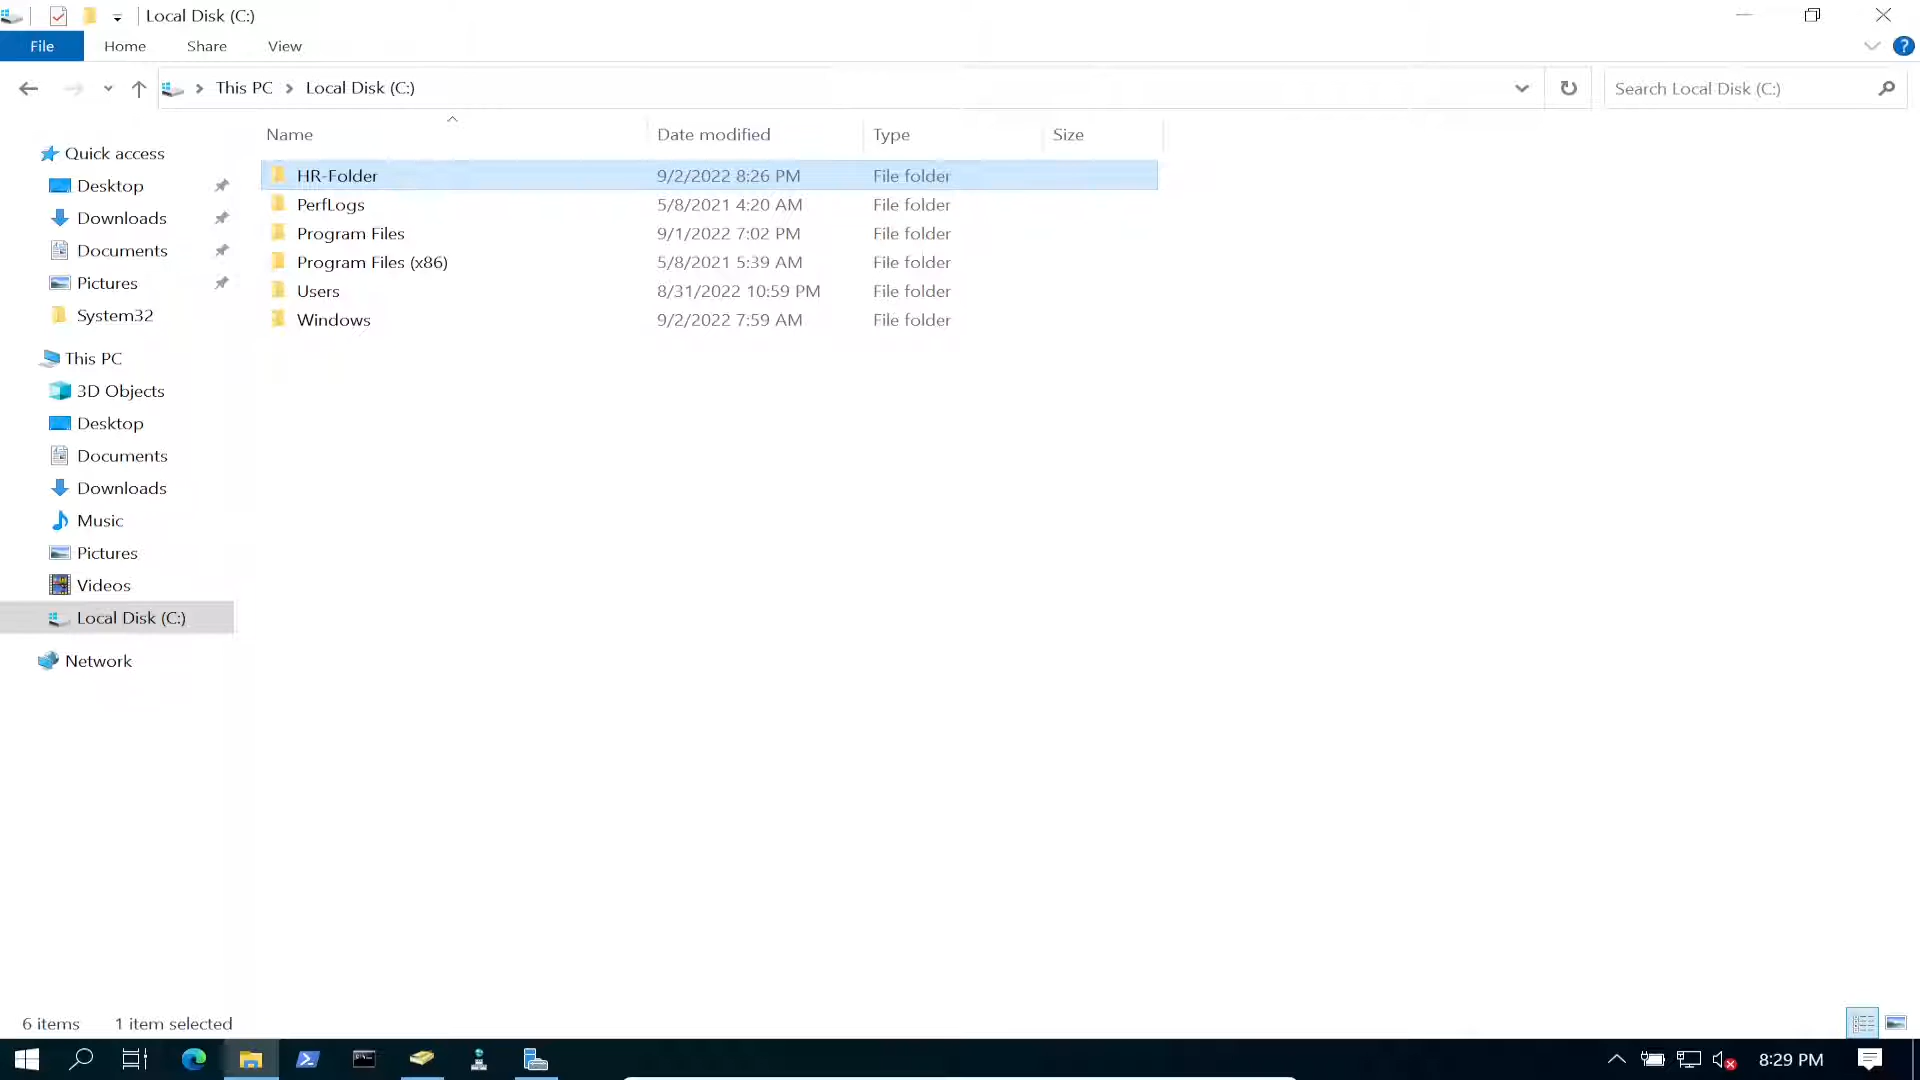 Local Disk (C:)
File Home Share View
This PC Local Disk (C:) Search Local Disk (C:)
Name Date modified Type Size
Quick access
Desktop
Downloads
Documents
Pictures
System32
This PC
3D Objects
Desktop
Documents
Downloads
Music
Pictures
Videos
Local Disk (C:)
Network
HR-Folder 9/2/2022 8:26 PM File folder
PerfLogs 5/8/2021 4:20 AM File folder
Program Files 9/1/2022 7:02 PM File folder
Program Files (x86) 5/8/2021 5:39 AM File folder
Users 8/31/2022 10:59 PM File folder
Windows 9/2/2022 7:59 AM File folder
6 items 1 item selected
8:29 PM